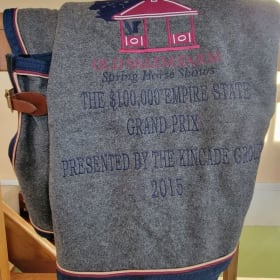 OLD SALEM FARM
Spring Horse Shows
THE $100,000 EMPIRE STATE
GRAND PRIX
PRESENTED BY THE KINCADE GROUP
2015